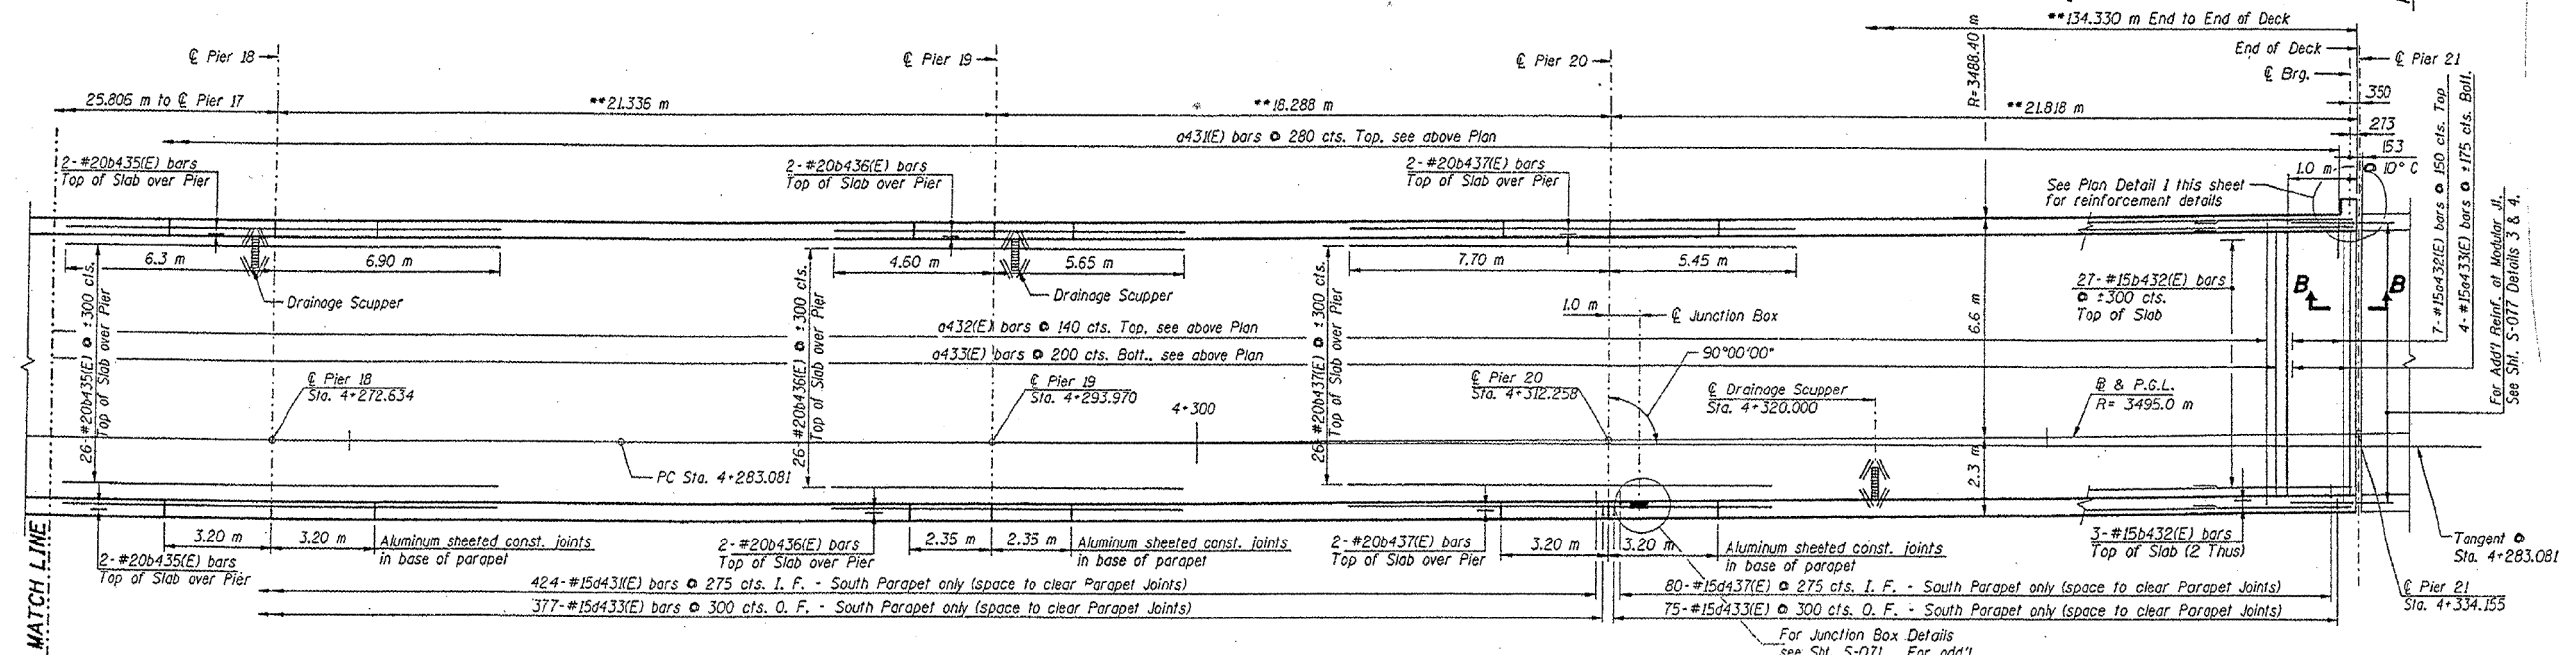 **134.330 m End to End of Deck
End of Deck
℄ Pier 18
℄ Pier 19
℄ Pier 20
℄ Pier 21
℄ Brg.
R=3488.40 m
25.806 m to ℄ Pier 17
**21.336 m
**18.288 m
**21.818 m
350
273
153
@ 10° C
1.0 m
a431(E) bars @ 280 cts. Top, see above Plan
2-#20b435(E) bars
Top of Slab over Pier
2-#20b436(E) bars
Top of Slab over Pier
2-#20b437(E) bars
Top of Slab over Pier
See Plan Detail 1 this sheet
for reinforcement details
7-#15a432(E) bars @ 150 cts. Top
4-#15a433(E) bars @ ±175 cts. Bott.
For Add'l Reinf. at Modular Jt.
See Sht. S-077 Details 3 & 4.
6.3 m
6.90 m
4.60 m
5.65 m
7.70 m
5.45 m
Drainage Scupper
Drainage Scupper
26-#20b435(E) bars @ ±300 cts.
Top of Slab over Pier
26-#20b436(E) bars @ ±300 cts.
Top of Slab over Pier
26-#20b437(E) bars @ ±300 cts.
Top of Slab over Pier
27-#15b432(E) bars
@ ±300 cts.
Top of Slab
B
B
1.0 m
℄ Junction Box
6.6 m
a432(E) bars @ 140 cts. Top, see above Plan
a433(E) bars @ 200 cts. Bott., see above Plan
90°00'00"
℄ Pier 18
Sta. 4+272.634
℄ Pier 19
Sta. 4+293.970
4+300
℄ Pier 20
Sta. 4+312.258
℄ Drainage Scupper
Sta. 4+320.000
B & P.G.L.
R= 3495.0 m
PC Sta. 4+283.081
2.3 m
3.20 m
3.20 m
Aluminum sheeted const. joints
in base of parapet
2.35 m
2.35 m
Aluminum sheeted const. joints
in base of parapet
3.20 m
3.20 m
Aluminum sheeted const. joints
in base of parapet
2-#20b435(E) bars
Top of Slab over Pier
2-#20b436(E) bars
Top of Slab over Pier
2-#20b437(E) bars
Top of Slab over Pier
3-#15b432(E) bars
Top of Slab (2 Thus)
Tangent @
Sta. 4+283.081
℄ Pier 21
Sta. 4+334.155
424-#15d431(E) bars @ 275 cts. I. F. - South Parapet only (space to clear Parapet Joints)
377-#15d433(E) bars @ 300 cts. O. F. - South Parapet only (space to clear Parapet Joints)
80-#15d437(E) @ 275 cts. I. F. - South Parapet only (space to clear Parapet Joints)
75-#15d433(E) @ 300 cts. O. F. - South Parapet only (space to clear Parapet Joints)
For Junction Box Details
see Sht. S-071. For add'l
MATCH LINE